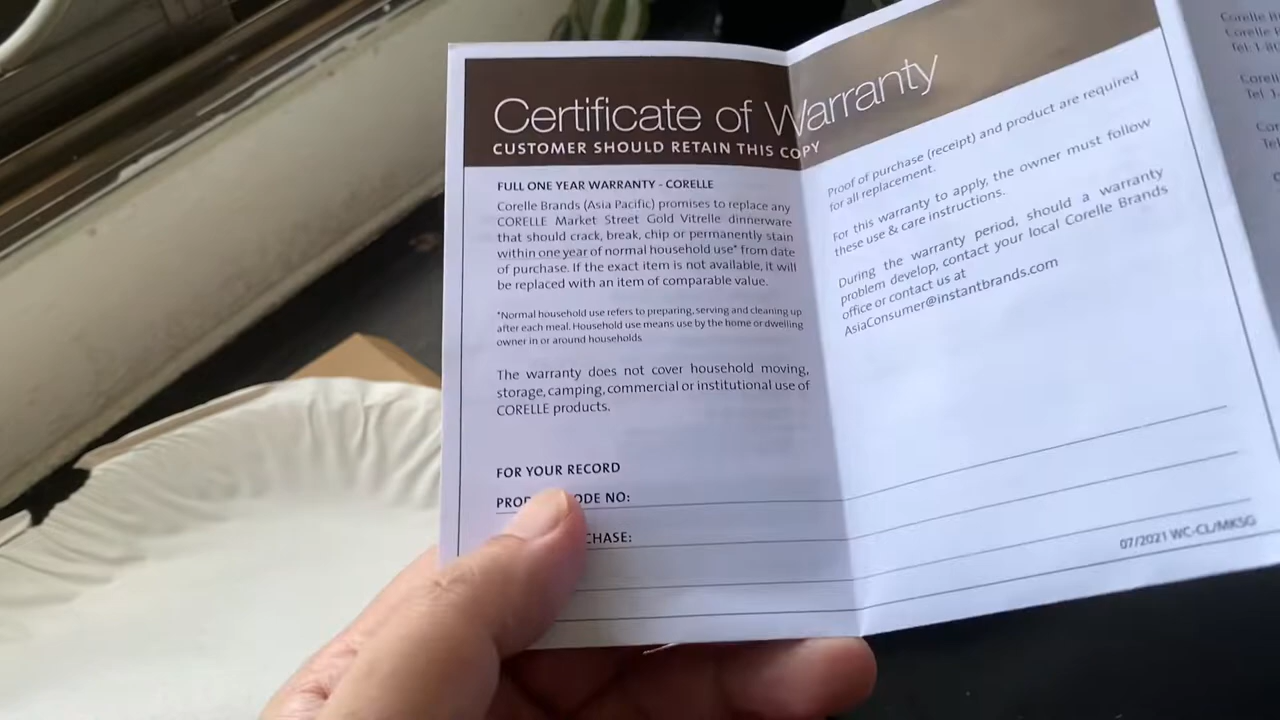 Certificate of Warranty
CUSTOMER SHOULD RETAIN THIS COPY
FULL ONE YEAR WARRANTY - CORELLE
Corelle Brands (Asia Pacific) promises to replace any
CORELLE Market Street Gold Vitrelle dinnerware
that should crack, break, chip or permanently stain
within one year of normal household use* from date
of purchase. If the exact item is not available, it will
be replaced with an item of comparable value.
*Normal household use refers to preparing, serving and cleaning up
after each meal. Household use means use by the home or dwelling
owner in or around households
The warranty does not cover household moving,
storage, camping, commercial or institutional use of
CORELLE products.
FOR YOUR RECORD
NO:
Proof of purchase (receipt) and product are required
for all replacement.
For this warranty to apply, the owner must follow
these use & care instructions.
During the warranty period, should a warranty
problem develop, contact your local Corelle Brands
office or contact us at
AsiaConsumer@instantbrands.com
07/2021 WC-CL/MKSG
Corelle
Corelle
Tel:
Tel
Tel